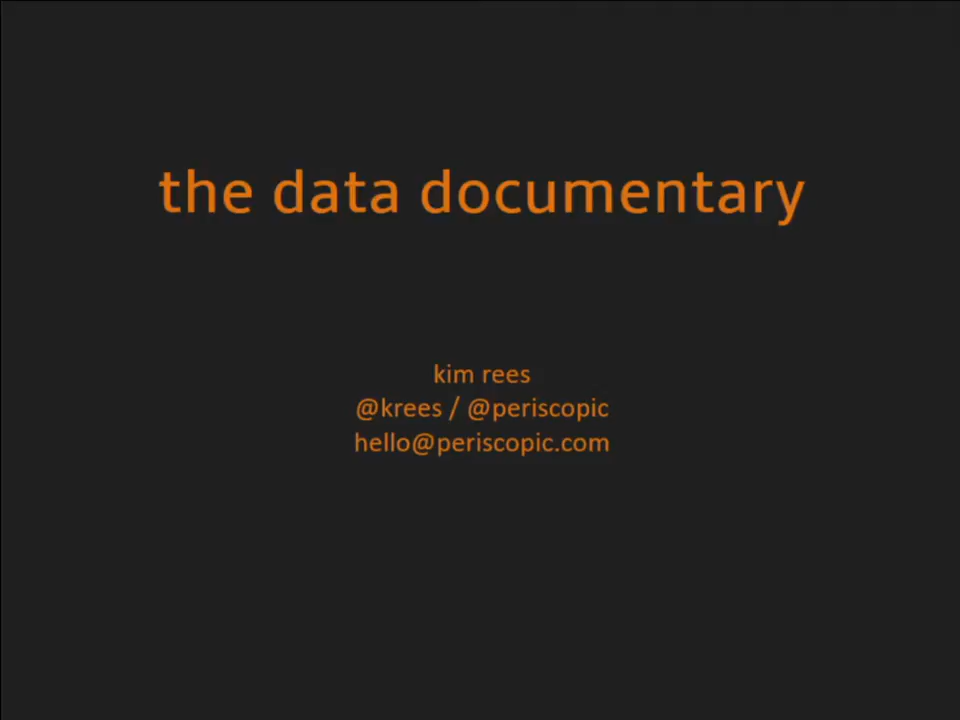 the data documentary
kim rees
@krees / @periscopic
hello@periscopic.com